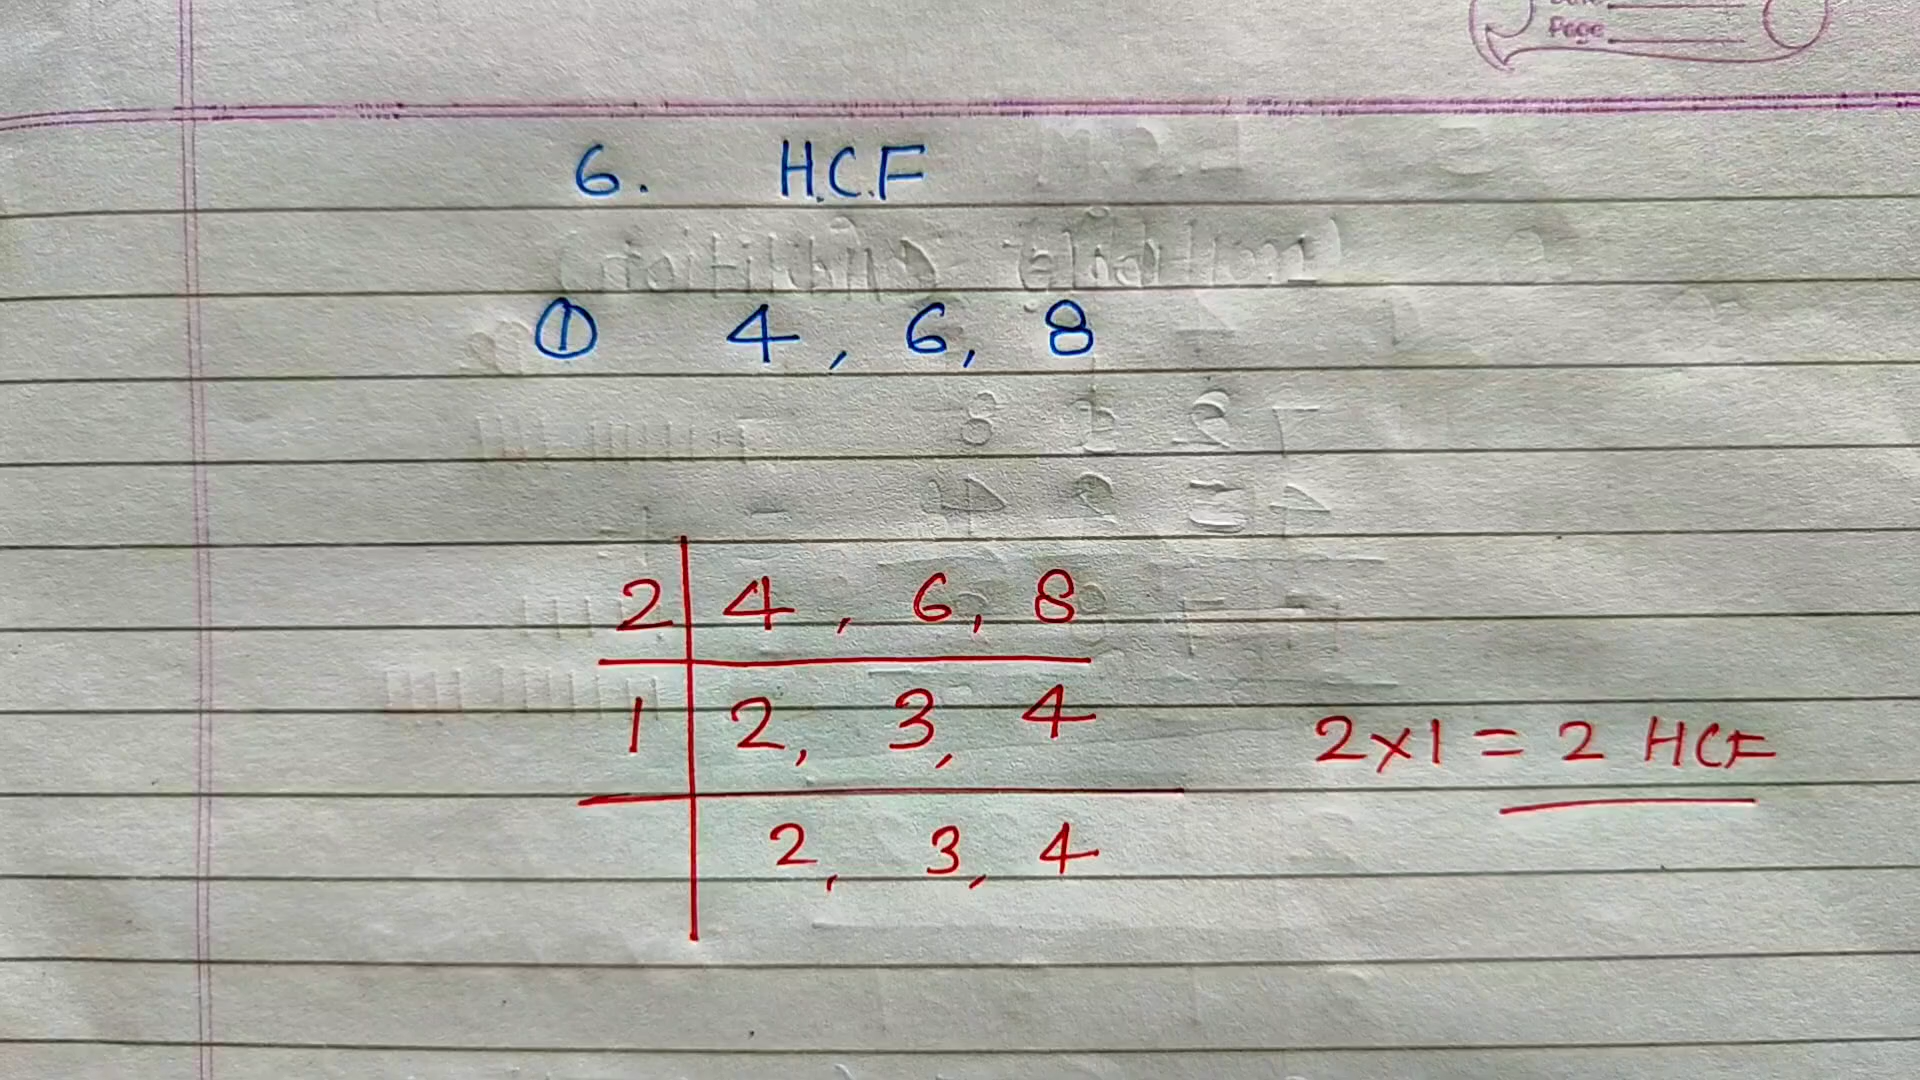 Page
6. H.C.F
① 4, 6, 8
2 | 4, 6, 8
1 | 2, 3, 4
2, 3, 4
2×1 = 2 HCF